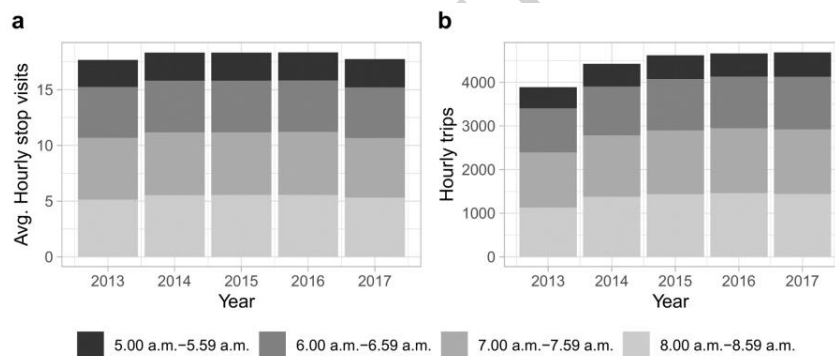 a
b
Avg. Hourly stop visits
15
10
5
0
2013 2014 2015 2016 2017
Year
Hourly trips
4000
3000
2000
1000
0
2013 2014 2015 2016 2017
Year
5.00 a.m.−5.59 a.m. 6.00 a.m.−6.59 a.m. 7.00 a.m.−7.59 a.m. 8.00 a.m.−8.59 a.m.